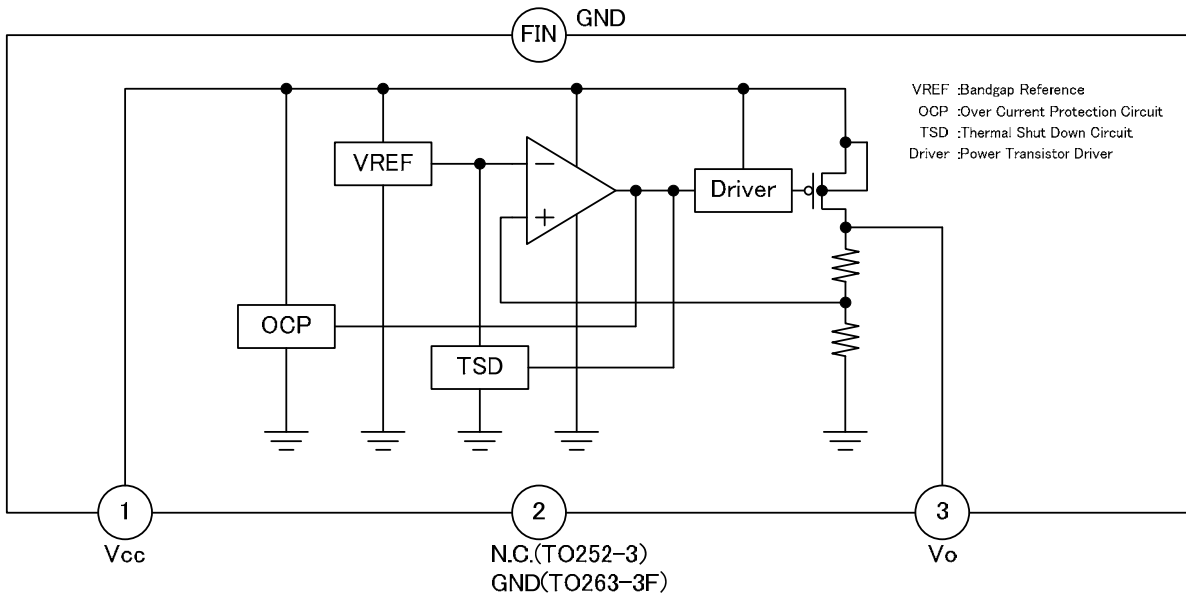 FIN
GND
VREF :Bandgap Reference
OCP :Over Current Protection Circuit
TSD :Thermal Shut Down Circuit
Driver :Power Transistor Driver
VREF
−
+
Driver
OCP
TSD
1
2
3
Vcc
N.C.(TO252-3)
GND(TO263-3F)
Vo